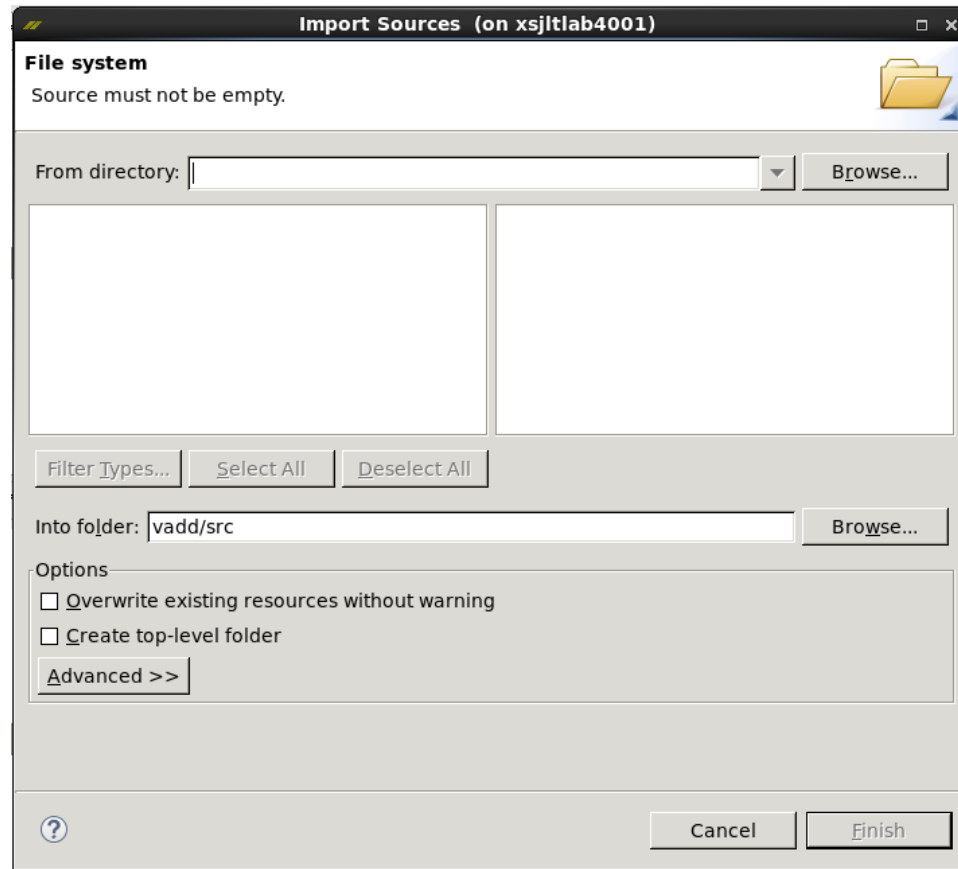 Import Sources (on xsjltlab4001)
File system
Source must not be empty.
From directory: Browse...
Filter Types... Select All Deselect All
Into folder: vadd/src Browse...
Options
Overwrite existing resources without warning
Create top-level folder
Advanced >>
? Cancel Finish